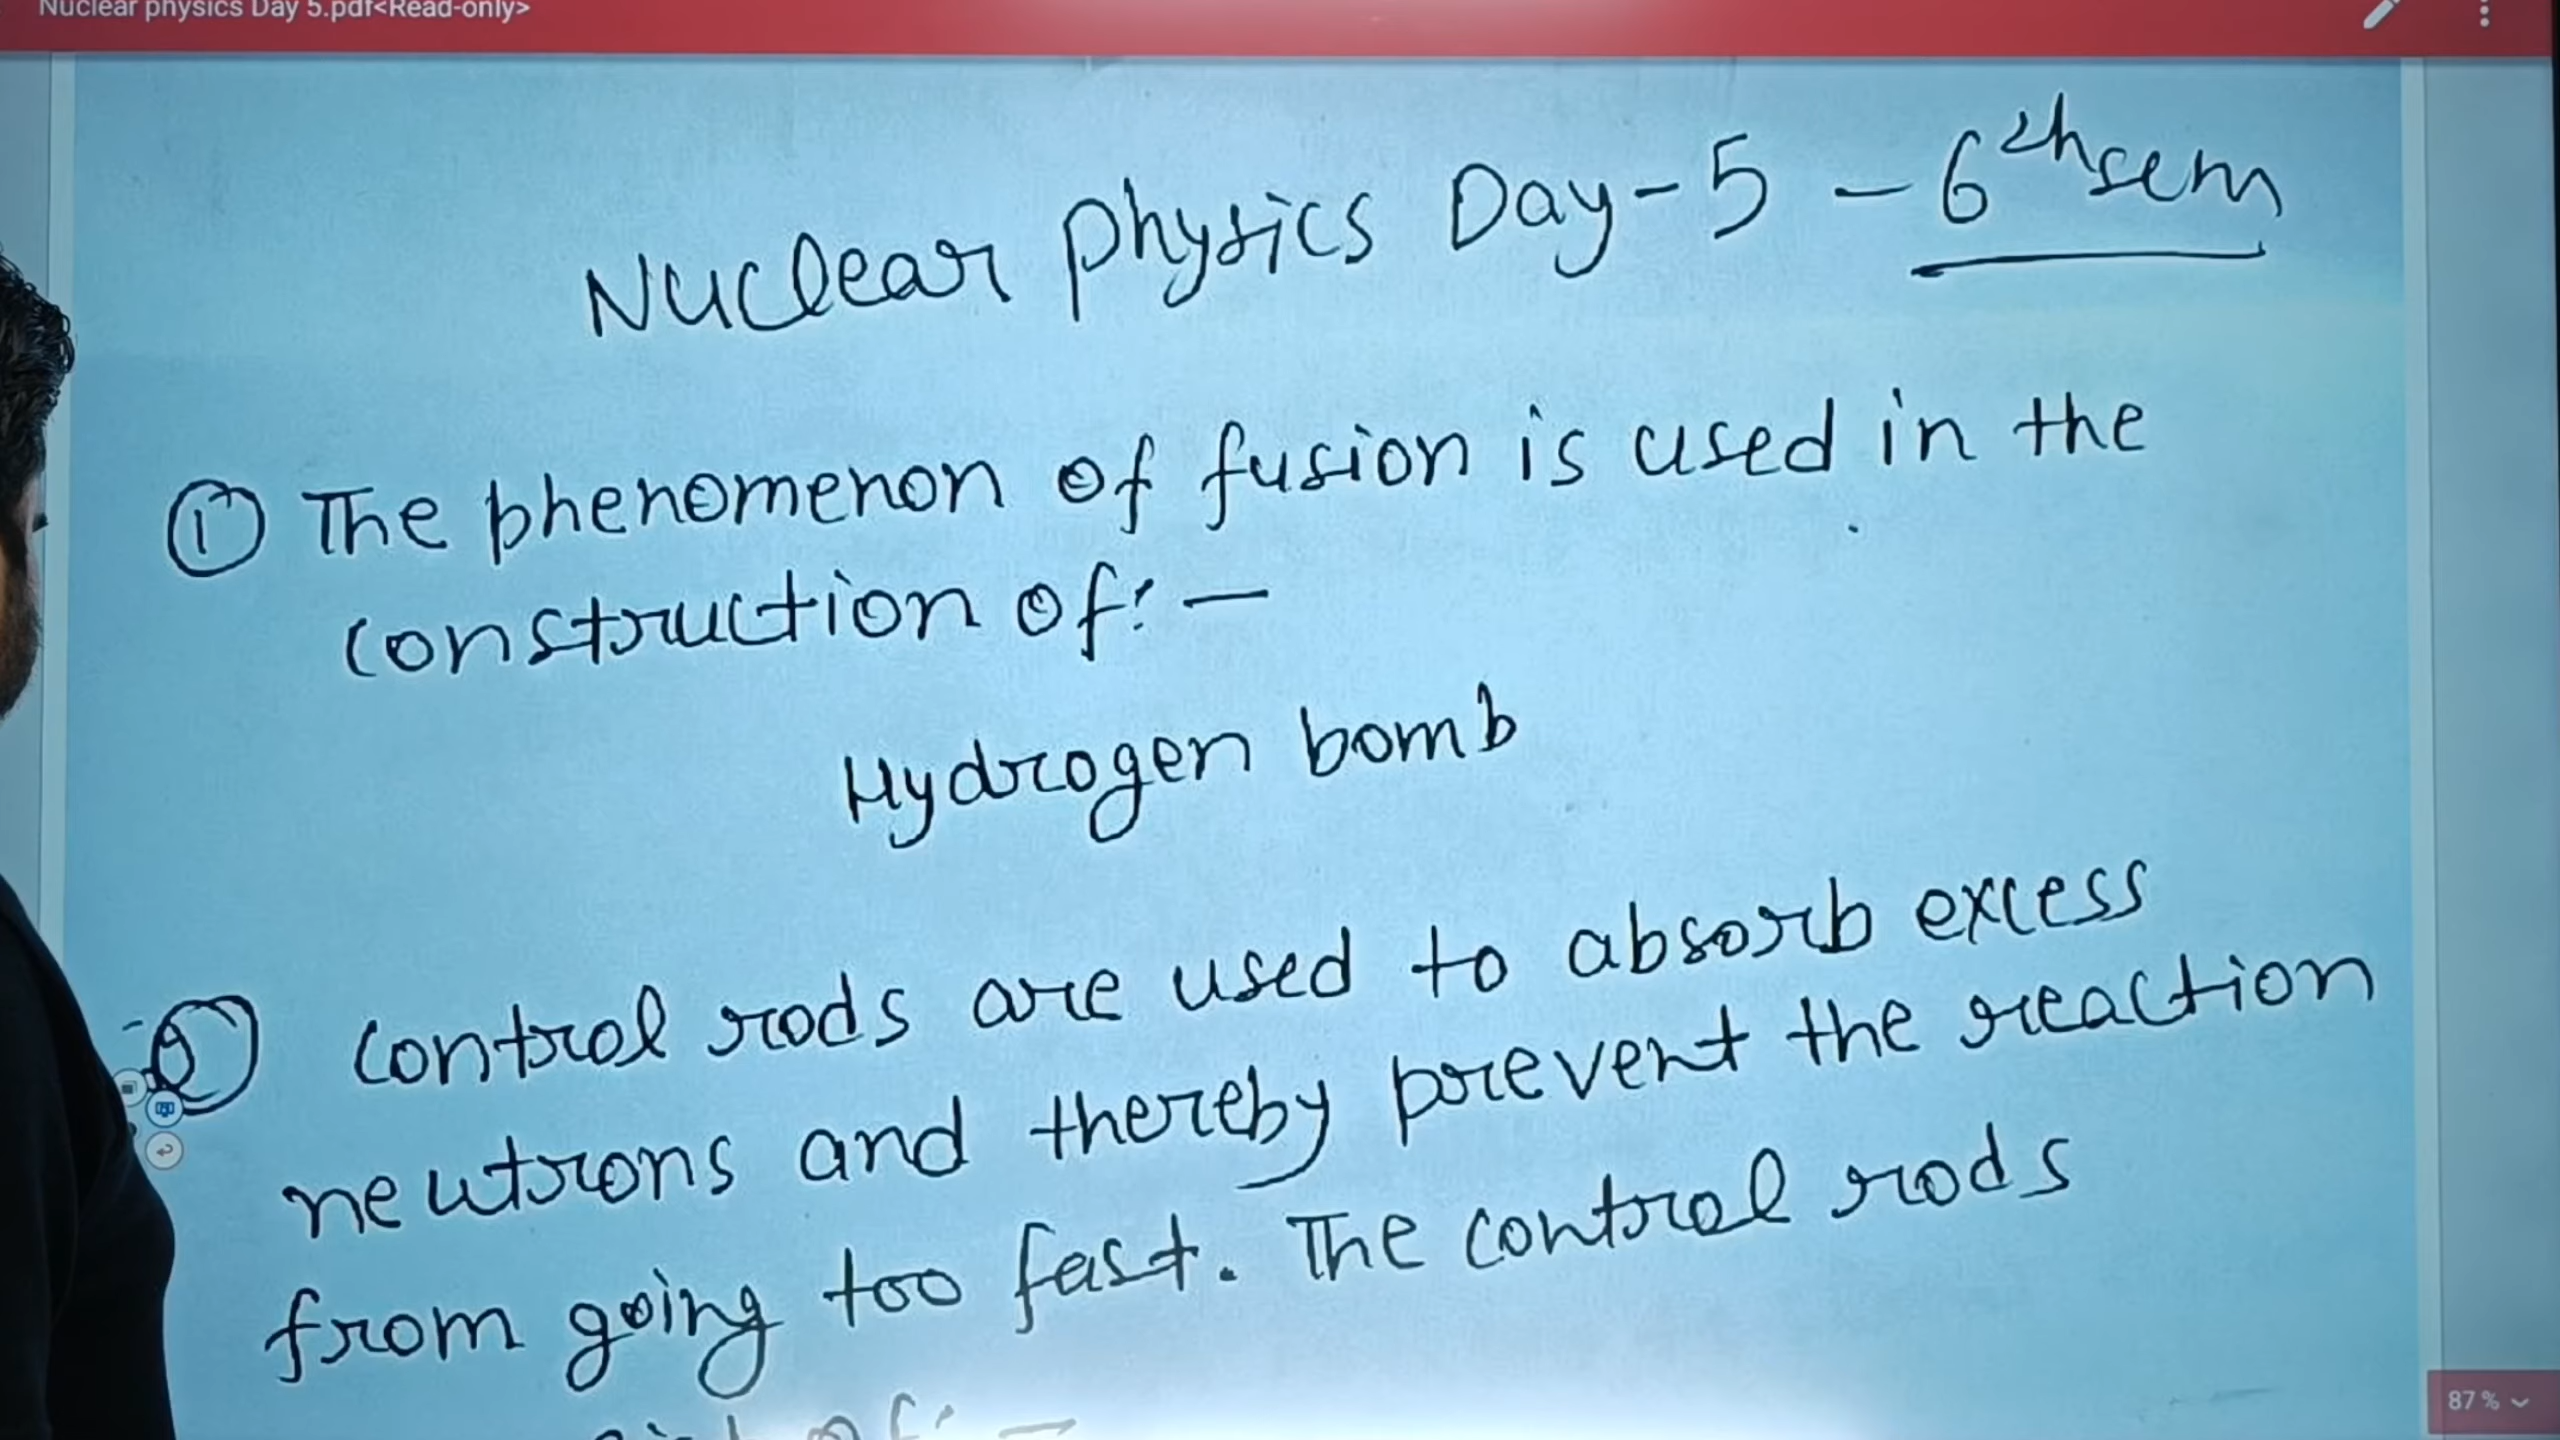 Nuclear physics Day 5.pdf<Read-only>
Nuclear Physics Day-5 - 6th sem
① The phenomenon of fusion is used in the
construction of:-
Hydrogen bomb
control rods are used to absorb excess
neutrons and thereby prevent the reaction
from going too fast. The control rods
of:-
87%